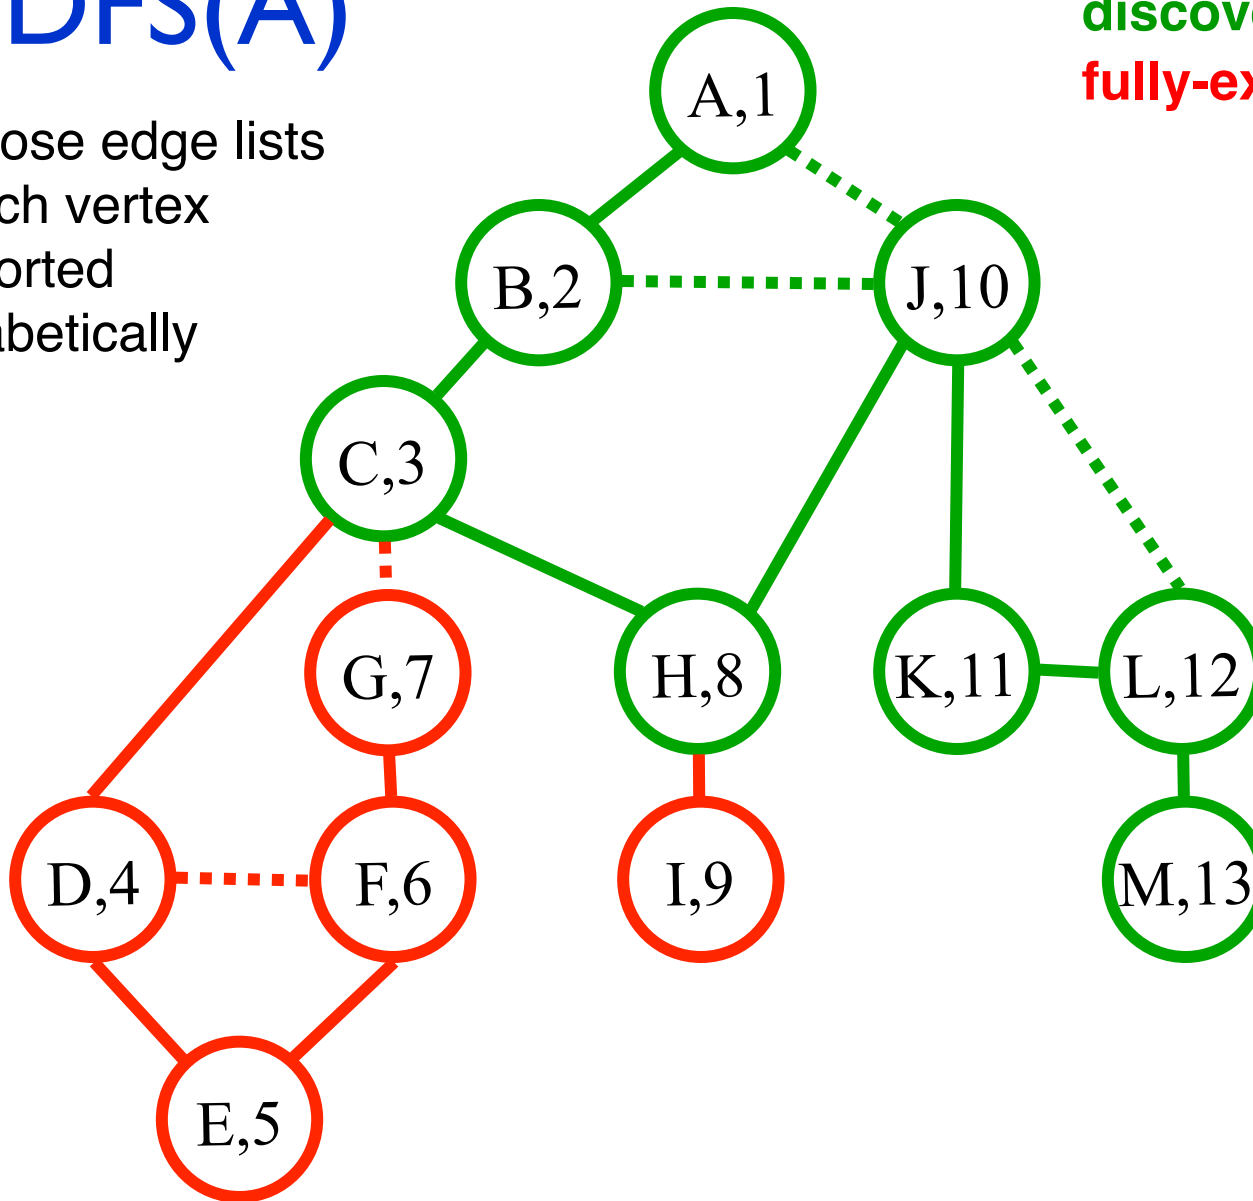 DFS(A)
discov
fully-ex
ose edge lists
ch vertex
orted
abetically
A,1
B,2
J,10
C,3
G,7
H,8
K,11
L,12
D,4
F,6
I,9
M,13
E,5